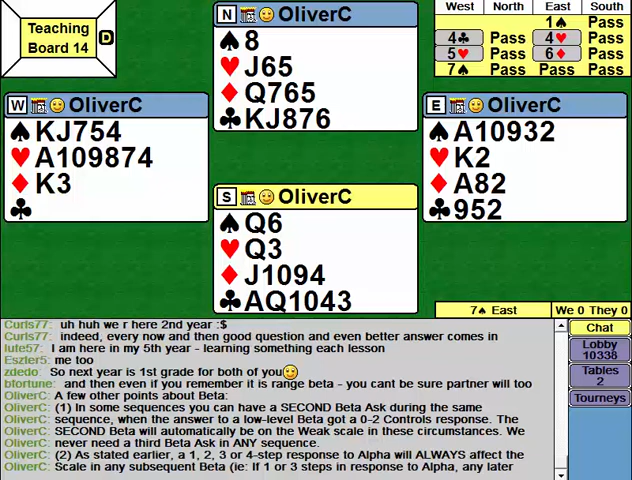 Teaching
Board 14
D
N OliverC
♠8
♥J65
♦Q765
♣KJ876
West North East South
1♠ Pass
4♣ Pass 4♥ Pass
5♥ Pass 6♦ Pass
7♠ Pass Pass Pass
W OliverC
♠KJ754
♥A109874
♦K3
♣
E OliverC
♠A10932
♥K2
♦A82
♣952
S OliverC
♠Q6
♥Q3
♦J1094
♣AQ1043
7♠ East We 0 They 0
Curls77: uh huh we r here 2nd year :$
Curls77: indeed, every now and then good question and even better answer comes in
lute57: I am here in my 5th year - learning something each lesson
Eszter5: me too
zdedo: So next year is 1st grade for both of you
bfortune: and then even if you remember it is range beta - you cant be sure partner will too
OliverC: A few other points about Beta:
OliverC: (1) In some sequences you can have a SECOND Beta Ask during the same
OliverC: sequence, when the answer to a low-level Beta got a 0-2 Controls response. The
OliverC: SECOND Beta will automatically be on the Weak scale in these circumstances. We
OliverC: never need a third Beta Ask in ANY sequence.
OliverC: (2) As stated earlier, a 1, 2, 3 or 4-step response to Alpha will ALWAYS affect the
OliverC: Scale in any subsequent Beta (ie: If 1 or 3 steps in response to Alpha, any later
Chat
Lobby
10336
Tables
2
Tourneys